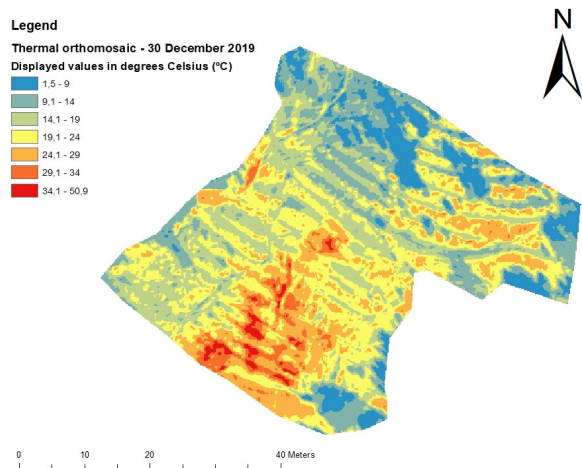 Legend
N
Thermal orthomosaic - 30 December 2019
Displayed values in degrees Celsius (ºC)
1,5 - 9
9,1 - 14
14,1 - 19
19,1 - 24
24,1 - 29
29,1 - 34
34,1 - 50,9
0 10 20 40 Meters